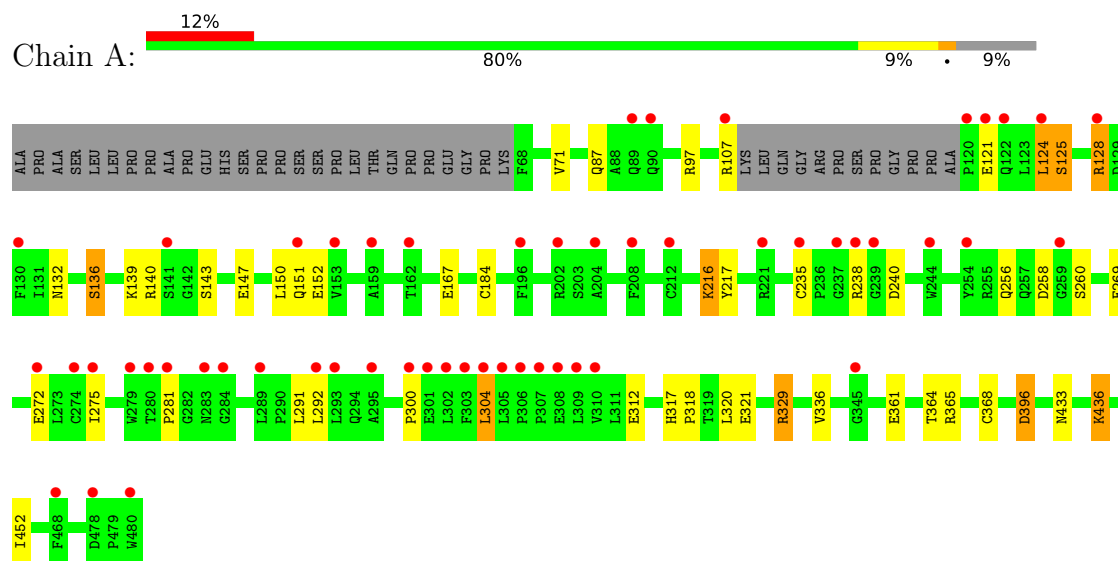 12%
Chain A:
80% 9% • 9%
ALA PRO ALA SER LEU LEU PRO PRO ALA PRO GLU HIS SER PRO PRO SER SER PRO LEU THR GLN PRO PRO GLU GLY PRO LYS F68 V71 Q87 A88 Q89 Q90 R97 R107 LYS LEU GLN GLY ARG PRO SER PRO GLY PRO PRO ALA P120 E121 Q122 L123 L124 S125 R128 D129
F130 I131 N132 S136 K139 R140 S141 G142 S143 E147 L150 Q151 E152 V153 A159 T162 E167 C184 F196 R202 S203 A204 F208 C212 K216 Y217 R221 C235 P236 G237 R238 G239 D240 W244 Y254 R255 Q256 Q257 D258 G259 S260
E272 L273 C274 I275 W279 T280 P281 G282 N283 G284 L289 P290 L291 L292 L293 Q294 A295 P300 E301 L302 F303 L304 L305 P306 P307 E308 L309 V310 L311 E312 H317 P318 T319 L320 E321 R329 V336 G345 E361 T364 R365 C368 D396 N433 K436
I452 F468 D478 P479 W480